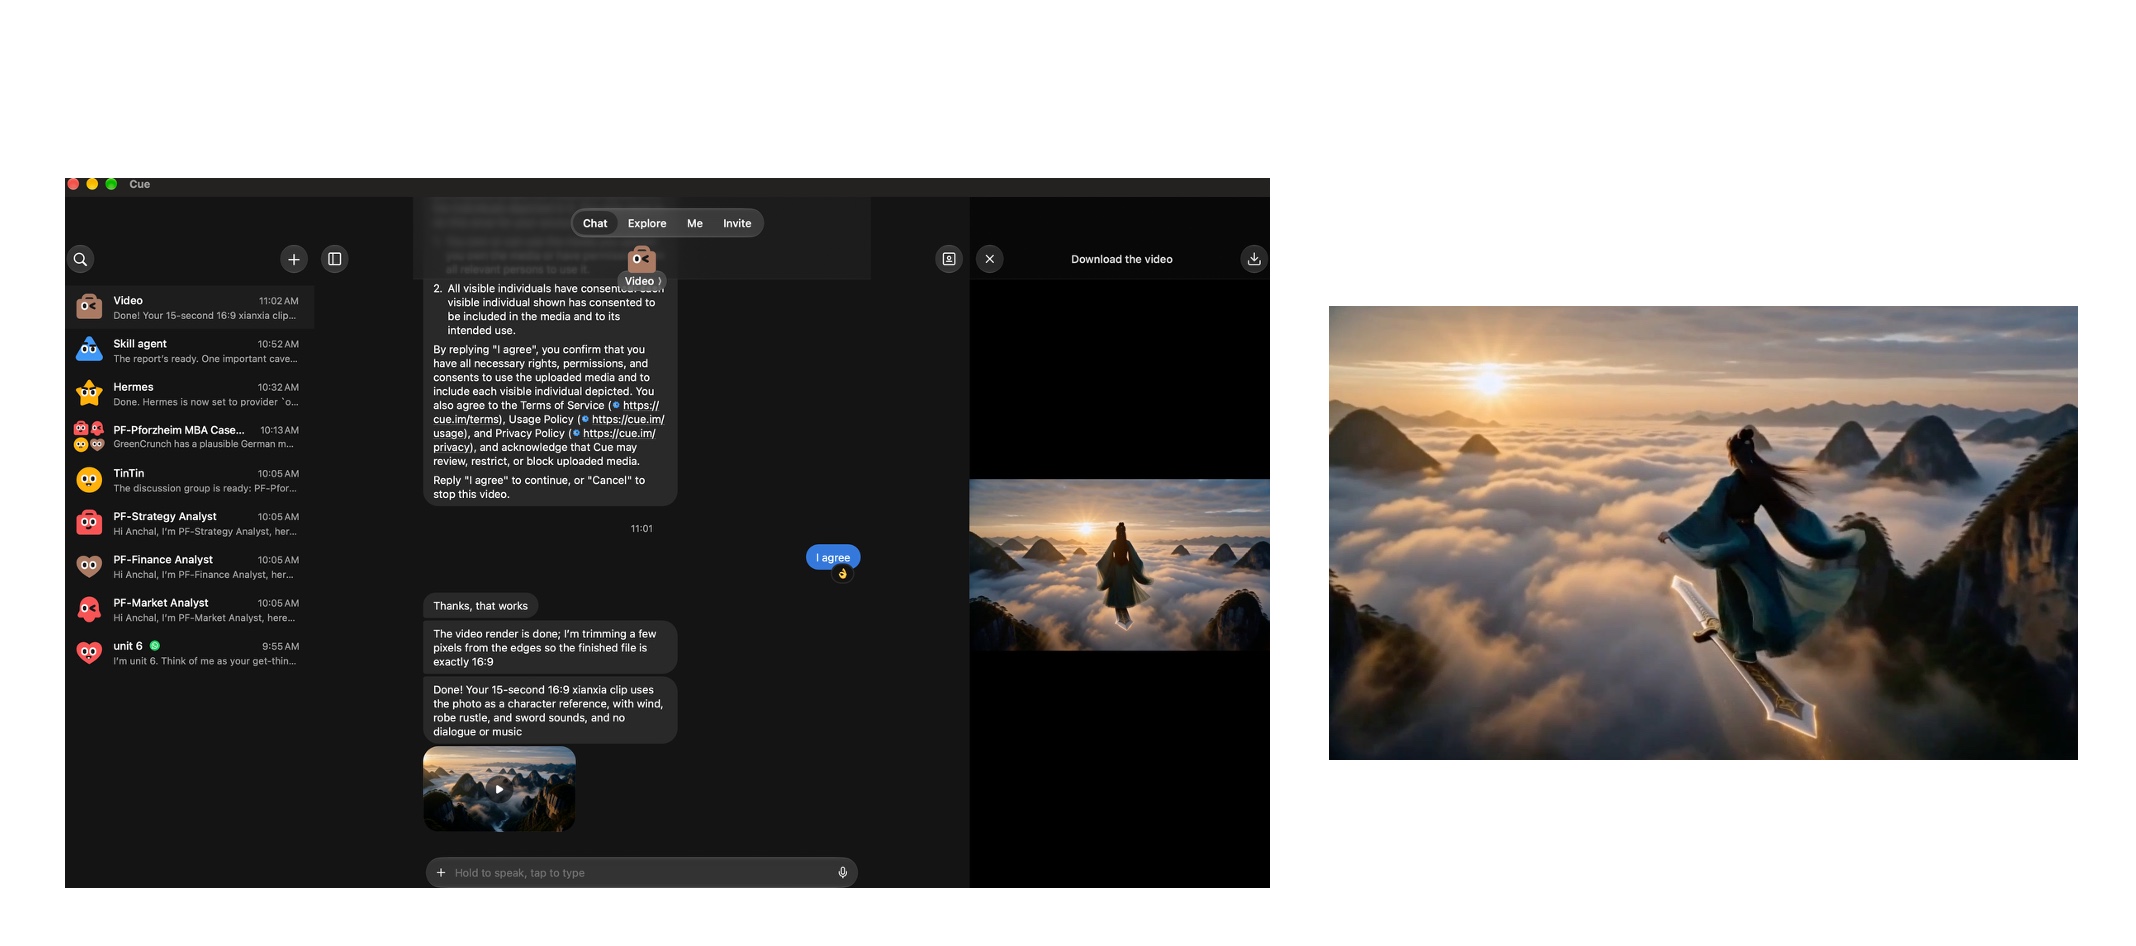 Cue
Chat
Explore
Me
Invite
Video
11:02 AM
Done! Your 15-second 16:9 xianxia clip...
Skill agent
10:52 AM
The report's ready. One important cave...
Hermes
10:32 AM
Done. Hermes is now set to provider `o...
PF-Pforzheim MBA Case...
10:13 AM
GreenCrunch has a plausible German m...
TinTin
10:05 AM
The discussion group is ready: PF-Pfor...
PF-Strategy Analyst
10:05 AM
Hi Anchal, I'm PF-Strategy Analyst, her...
PF-Finance Analyst
10:05 AM
Hi Anchal, I'm PF-Finance Analyst, her...
PF-Market Analyst
10:05 AM
Hi Anchal, I'm PF-Market Analyst, here...
unit 6
9:55 AM
I'm unit 6. Think of me as your get-thin...
all relevant persons to use it.
Video
2. All visible individuals have consented: each
visible individual shown has consented to
be included in the media and to its
intended use.
By replying "I agree", you confirm that you
have all necessary rights, permissions, and
consents to use the uploaded media and to
include each visible individual depicted. You
also agree to the Terms of Service (https://
cue.im/terms), Usage Policy (https://cue.im/
usage), and Privacy Policy (https://cue.im/
privacy), and acknowledge that Cue may
review, restrict, or block uploaded media.
Reply "I agree" to continue, or "Cancel" to
stop this video.
11:01
I agree
Thanks, that works
The video render is done; I'm trimming a few
pixels from the edges so the finished file is
exactly 16:9
Done! Your 15-second 16:9 xianxia clip uses
the photo as a character reference, with wind,
robe rustle, and sword sounds, and no
dialogue or music
Hold to speak, tap to type
Download the video